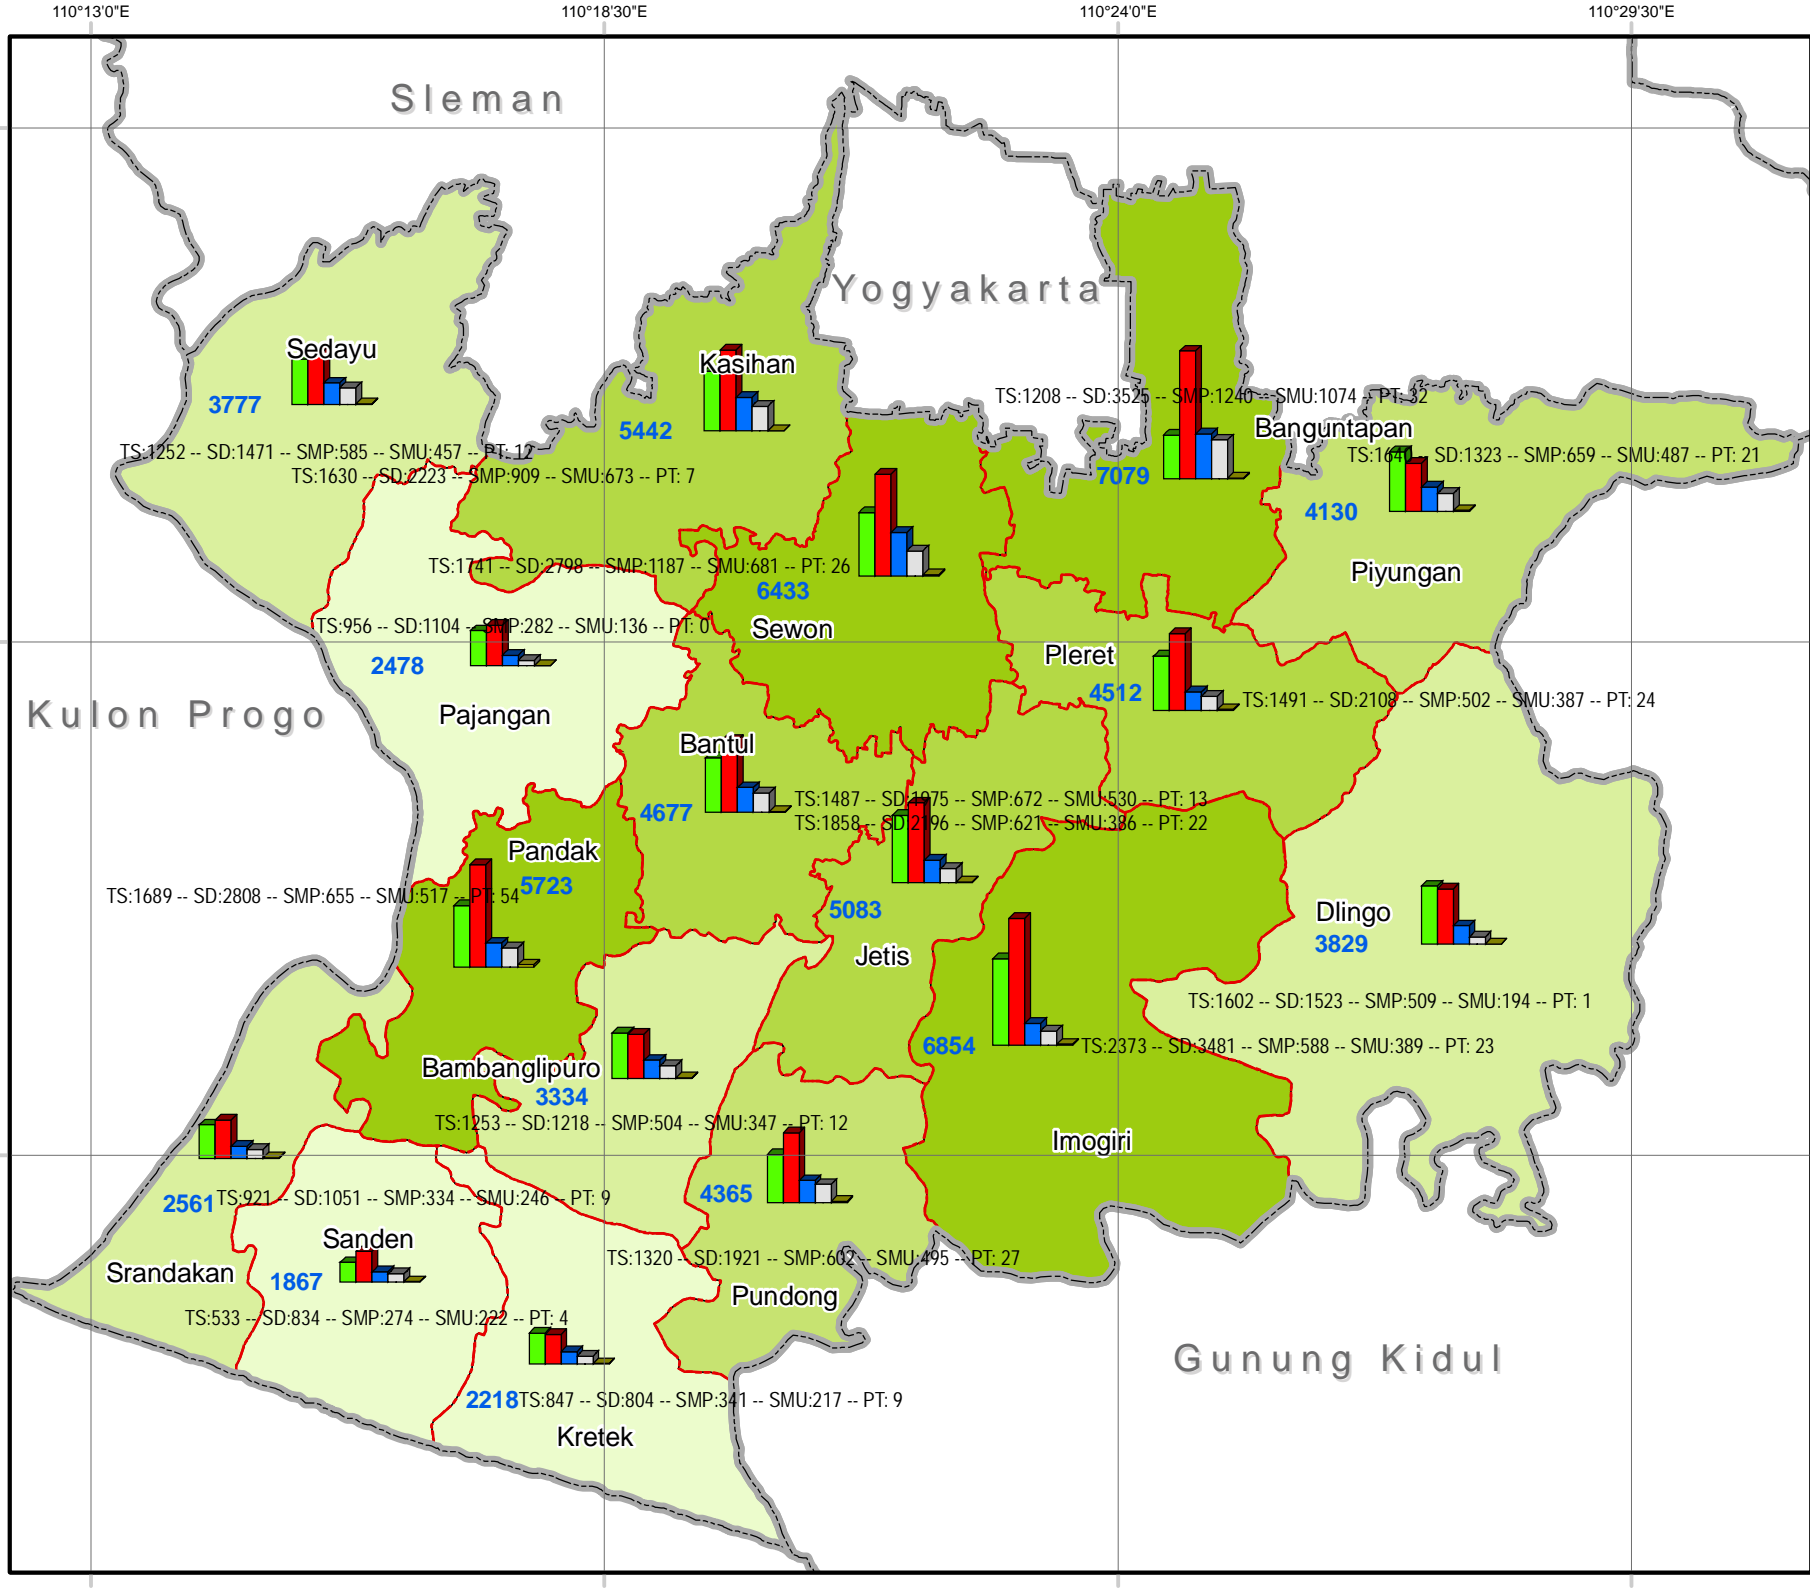 110°13'0"E 110°18'30"E 110°24'0"E 110°29'30"E
Sleman
Yogyakarta
Sedayu
Kasihan
3777
TS:1208 -- SD:3525 -- SMP:1240 -- SMU:1074 -- PT: 32
5442
Banguntapan
TS:1252 -- SD:1471 -- SMP:585 -- SMU:457 -- PT: 12
TS:1640 -- SD:1323 -- SMP:659 -- SMU:487 -- PT: 21
TS:1630 -- SD:2223 -- SMP:909 -- SMU:673 -- PT: 7
7079
4130
TS:1741 -- SD:2798 -- SMP:1187 -- SMU:681 -- PT: 26
Piyungan
6433
TS:956 -- SD:1104 -- SMP:282 -- SMU:136 -- PT: 0
Sewon
2478
Pleret
4512
TS:1491 -- SD:2108 -- SMP:502 -- SMU:387 -- PT: 24
Kulon Progo
Pajangan
Bantul
TS:1487 -- SD:1975 -- SMP:672 -- SMU:530 -- PT: 13
4677
TS:1858 -- SD:2196 -- SMP:621 -- SMU:386 -- PT: 22
Pandak
5723
TS:1689 -- SD:2808 -- SMP:655 -- SMU:517 -- PT: 54
5083
Dlingo
3829
Jetis
TS:1602 -- SD:1523 -- SMP:509 -- SMU:194 -- PT: 1
6854
TS:2373 -- SD:3481 -- SMP:588 -- SMU:389 -- PT: 23
Bambanglipuro
3334
TS:1253 -- SD:1218 -- SMP:504 -- SMU:347 -- PT: 12
Imogiri
2561
TS:921 -- SD:1051 -- SMP:334 -- SMU:246 -- PT: 9
4365
Sanden
TS:1320 -- SD:1921 -- SMP:602 -- SMU:495 -- PT: 27
Srandakan
1867
Pundong
TS:533 -- SD:834 -- SMP:274 -- SMU:222 -- PT: 4
Gunung Kidul
2218
TS:847 -- SD:804 -- SMP:341 -- SMU:217 -- PT: 9
Kretek